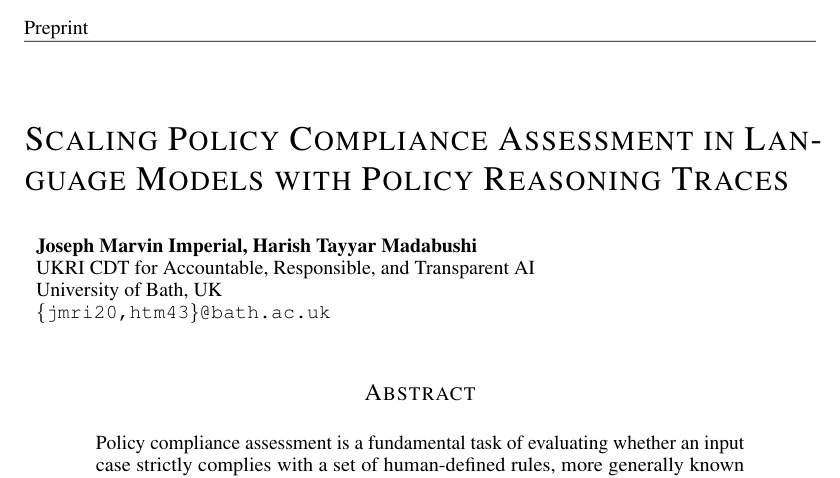 Preprint
SCALING POLICY COMPLIANCE ASSESSMENT IN LAN-
GUAGE MODELS WITH POLICY REASONING TRACES
Joseph Marvin Imperial, Harish Tayyar Madabushi
UKRI CDT for Accountable, Responsible, and Transparent AI
University of Bath, UK
{jmri20,htm43}@bath.ac.uk
ABSTRACT
Policy compliance assessment is a fundamental task of evaluating whether an input
case strictly complies with a set of human-defined rules, more generally known